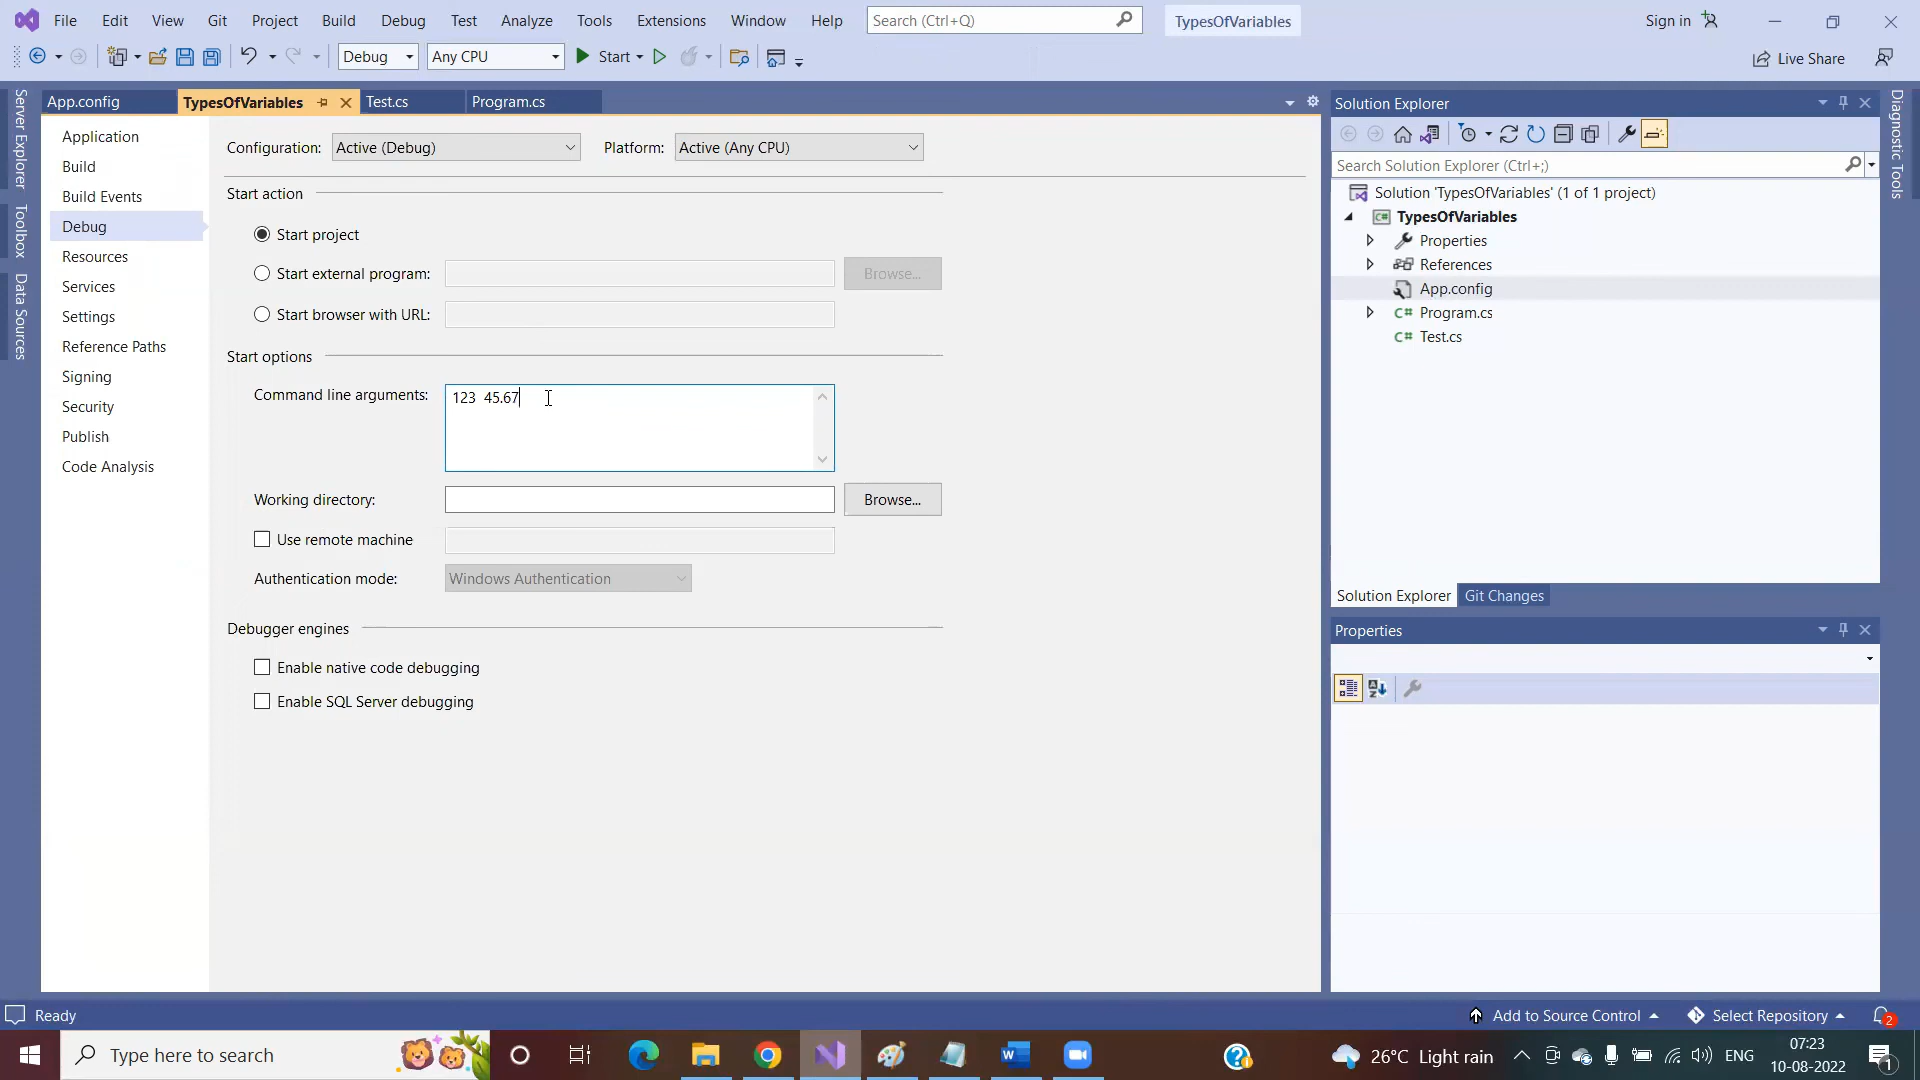 File Edit View Git Project Build Debug Test Analyze Tools Extensions Window Help Search (Ctrl+Q) TypesOfVariables Sign in
Debug Any CPU Start Live Share
App.config TypesOfVariables Test.cs Program.cs
Server Explorer
Toolbox
Data Sources
Application
Build
Build Events
Debug
Resources
Services
Settings
Reference Paths
Signing
Security
Publish
Code Analysis
Configuration: Active (Debug) Platform: Active (Any CPU)
Start action
Start project
Start external program: Browse...
Start browser with URL:
Start options
Command line arguments: 123  45.67
Working directory: Browse...
Use remote machine
Authentication mode: Windows Authentication
Debugger engines
Enable native code debugging
Enable SQL Server debugging
Solution Explorer
Search Solution Explorer (Ctrl+;)
Solution 'TypesOfVariables' (1 of 1 project)
TypesOfVariables
Properties
References
App.config
Program.cs
Test.cs
Solution Explorer Git Changes
Properties
Diagnostic Tools
Ready Add to Source Control Select Repository 2
Type here to search 26°C Light rain ENG 07:23
10-08-2022 1